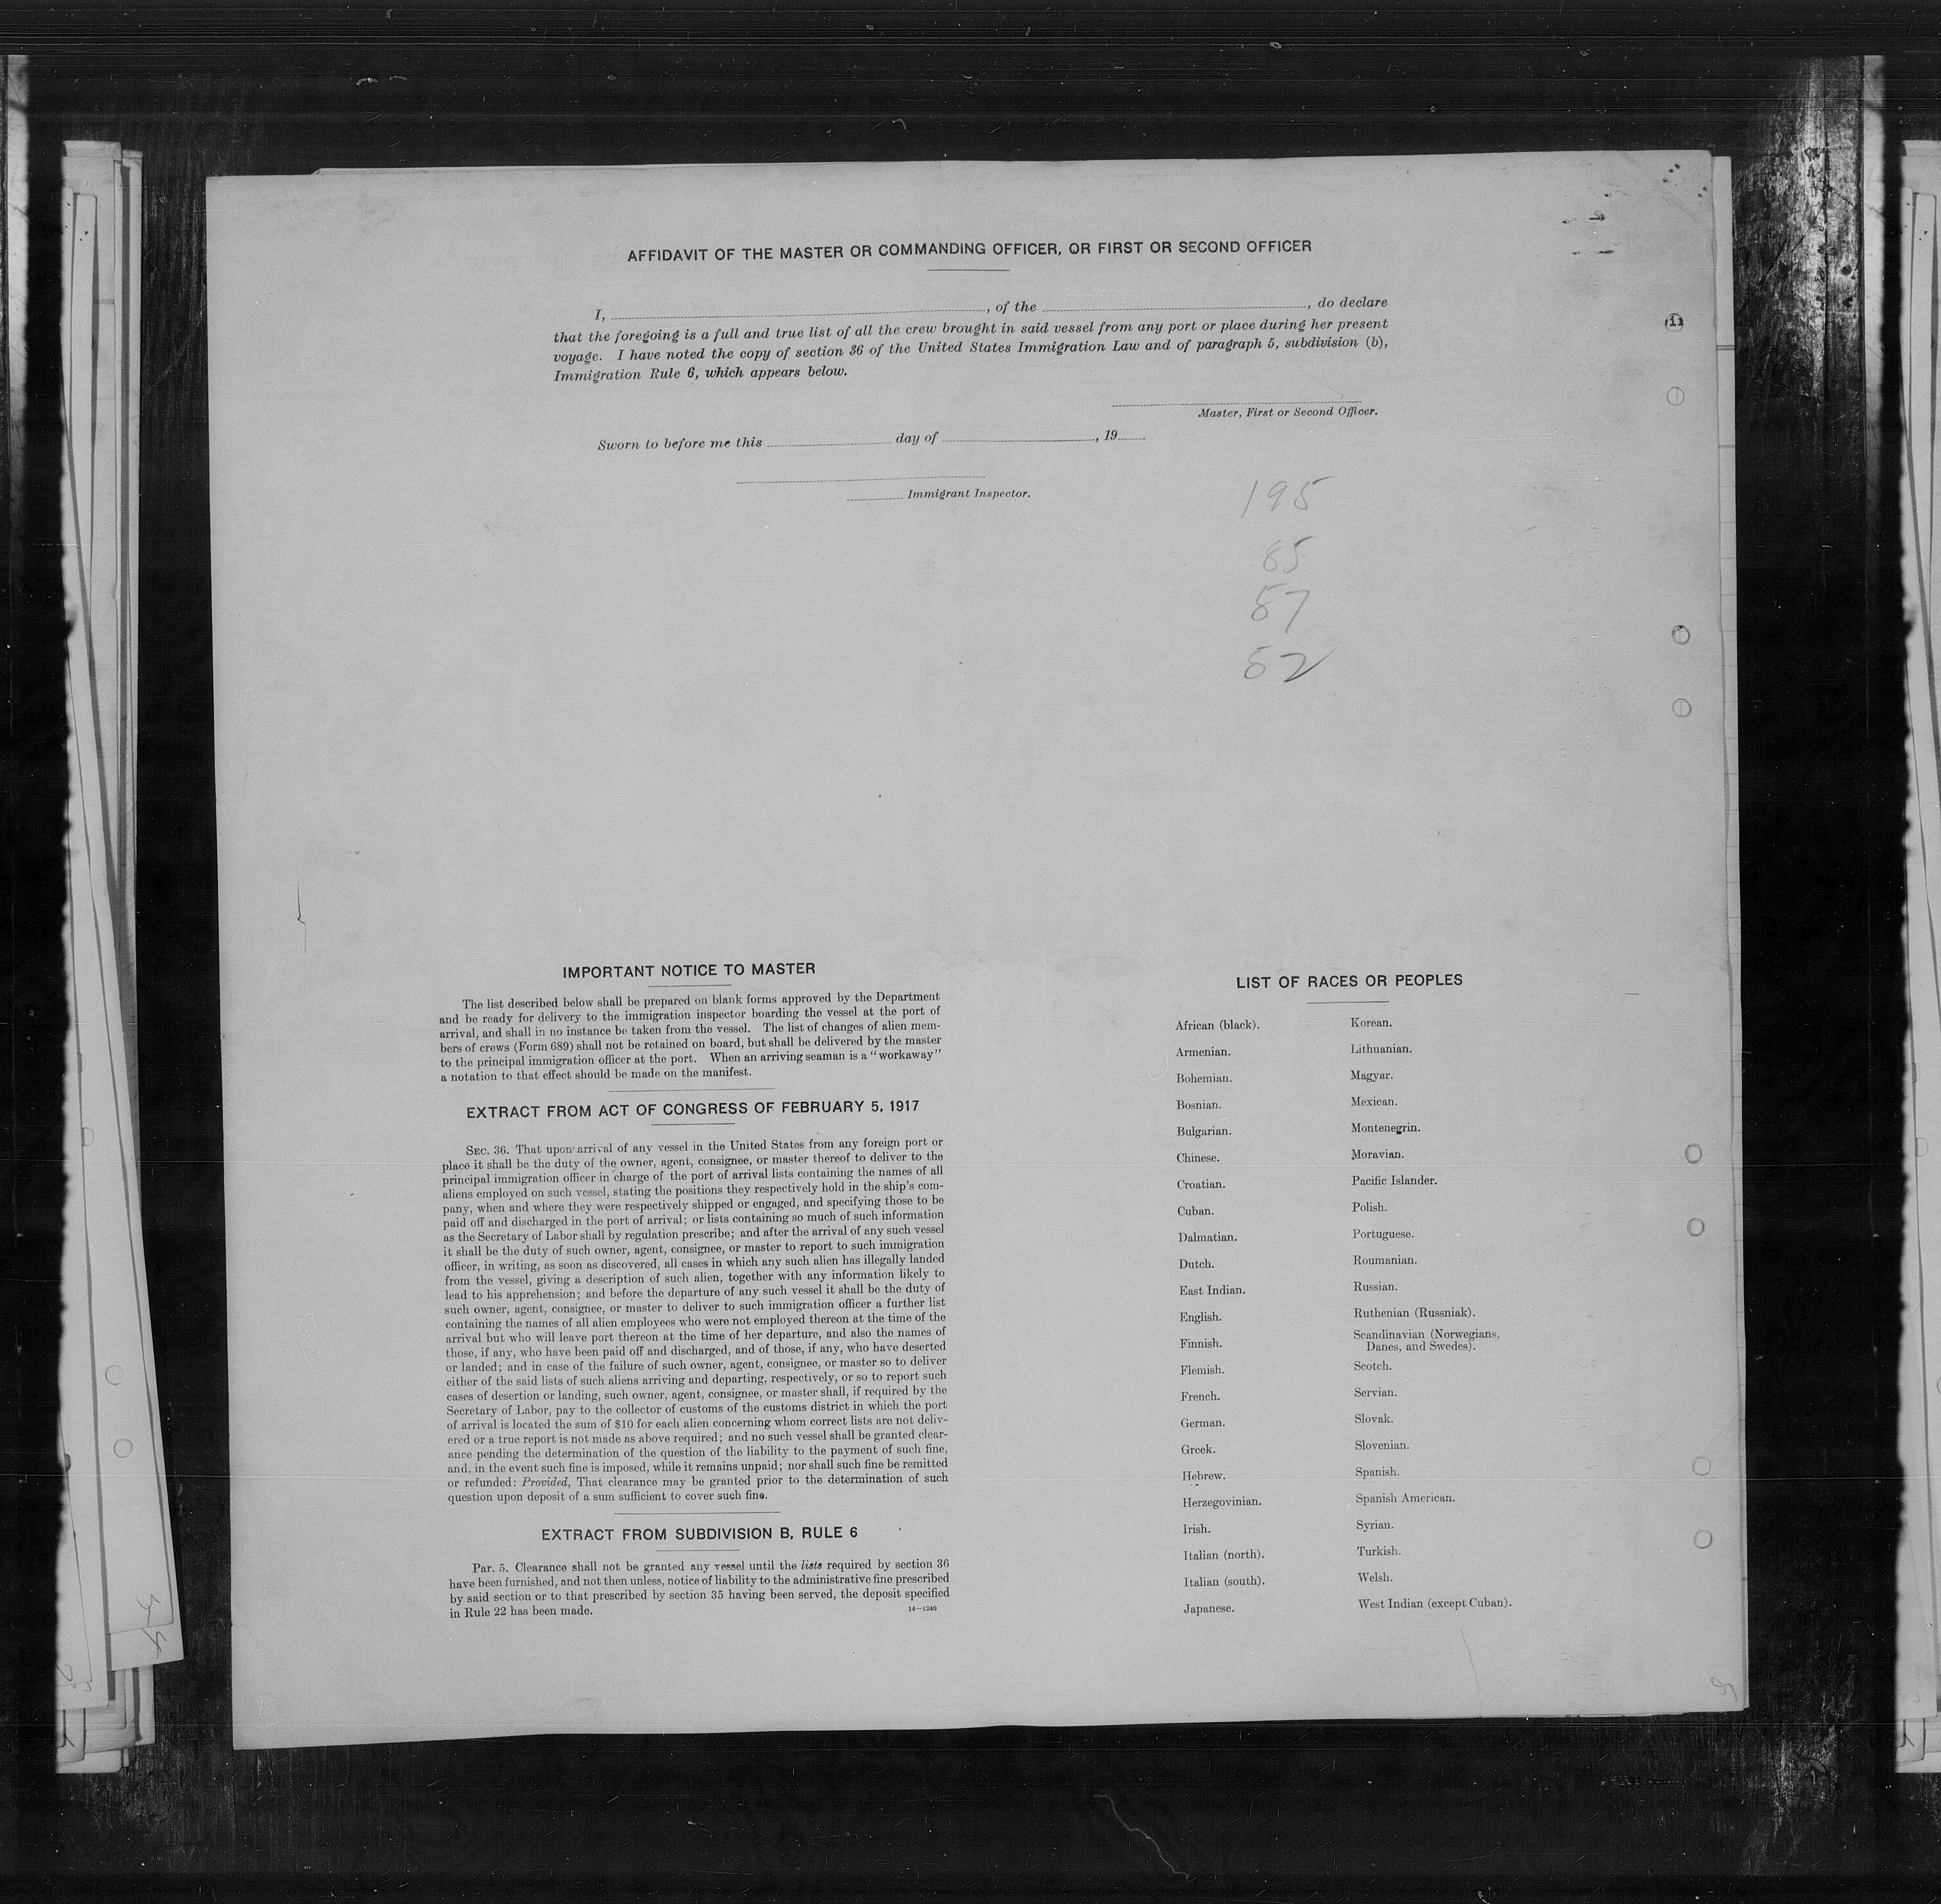 AFFIDAVIT OF THE MASTER OR COMMANDING OFFICER, OR FIRST OR SECOND OFFICER
I, , of the , do declare
that the foregoing is a full and true list of all the crew brought in said vessel from any port or place during her present
voyage. I have noted the copy of section 36 of the United States Immigration Law and of paragraph 5, subdivision (b),
Immigration Rule 6, which appears below.
Master, First or Second Officer.
Sworn to before me this day of , 19
Immigrant Inspector.
195
65
57
52
IMPORTANT NOTICE TO MASTER
The list described below shall be prepared on blank forms approved by the Department
and be ready for delivery to the immigration inspector boarding the vessel at the port of
arrival, and shall in no instance be taken from the vessel. The list of changes of alien mem-
bers of crews (Form 689) shall not be retained on board, but shall be delivered by the master
to the principal immigration officer at the port. When an arriving seaman is a "workaway"
a notation to that effect should be made on the manifest.
EXTRACT FROM ACT OF CONGRESS OF FEBRUARY 5, 1917
SEC. 36. That upon arrival of any vessel in the United States from any foreign port or
place it shall be the duty of the owner, agent, consignee, or master thereof to deliver to the
principal immigration officer in charge of the port of arrival lists containing the names of all
aliens employed on such vessel, stating the positions they respectively hold in the ship's com-
pany, when and where they were respectively shipped or engaged, and specifying those to be
paid off and discharged in the port of arrival; or lists containing so much of such information
as the Secretary of Labor shall by regulation prescribe; and after the arrival of any such vessel
it shall be the duty of such owner, agent, consignee, or master to report to such immigration
officer, in writing, as soon as discovered, all cases in which any such alien has illegally landed
from the vessel, giving a description of such alien, together with any information likely to
lead to his apprehension; and before the departure of any such vessel it shall be the duty of
such owner, agent, consignee, or master to deliver to such immigration officer a further list
containing the names of all alien employees who were not employed thereon at the time of the
arrival but who will leave port thereon at the time of her departure, and also the names of
those, if any, who have been paid off and discharged, and of those, if any, who have deserted
or landed; and in case of the failure of such owner, agent, consignee, or master so to deliver
either of the said lists of such aliens arriving and departing, respectively, or so to report such
cases of desertion or landing, such owner, agent, consignee, or master shall, if required by the
Secretary of Labor, pay to the collector of customs of the customs district in which the port
of arrival is located the sum of $10 for each alien concerning whom correct lists are not deliv-
ered or a true report is not made as above required; and no such vessel shall be granted clear-
ance pending the determination of the question of the liability to the payment of such fine,
and, in the event such fine is imposed, while it remains unpaid; nor shall such fine be remitted
or refunded: Provided, That clearance may be granted prior to the determination of such
question upon deposit of a sum sufficient to cover such fine.
EXTRACT FROM SUBDIVISION B, RULE 6
Par. 5. Clearance shall not be granted any vessel until the lists required by section 36
have been furnished, and not then unless, notice of liability to the administrative fine prescribed
by said section or to that prescribed by section 35 having been served, the deposit specified
in Rule 22 has been made.
14—1240
LIST OF RACES OR PEOPLES
African (black).
Armenian.
Bohemian.
Bosnian.
Bulgarian.
Chinese.
Croatian.
Cuban.
Dalmatian.
Dutch.
East Indian.
English.
Finnish.
Flemish.
French.
German.
Greek.
Hebrew.
Herzegovinian.
Irish.
Italian (north).
Italian (south).
Japanese.
Korean.
Lithuanian.
Magyar.
Mexican.
Montenegrin.
Moravian.
Pacific Islander.
Polish.
Portuguese.
Roumanian.
Russian.
Ruthenian (Russniak).
Scandinavian (Norwegians,
Danes, and Swedes).
Scotch.
Servian.
Slovak.
Slovenian.
Spanish.
Spanish American.
Syrian.
Turkish.
Welsh.
West Indian (except Cuban).